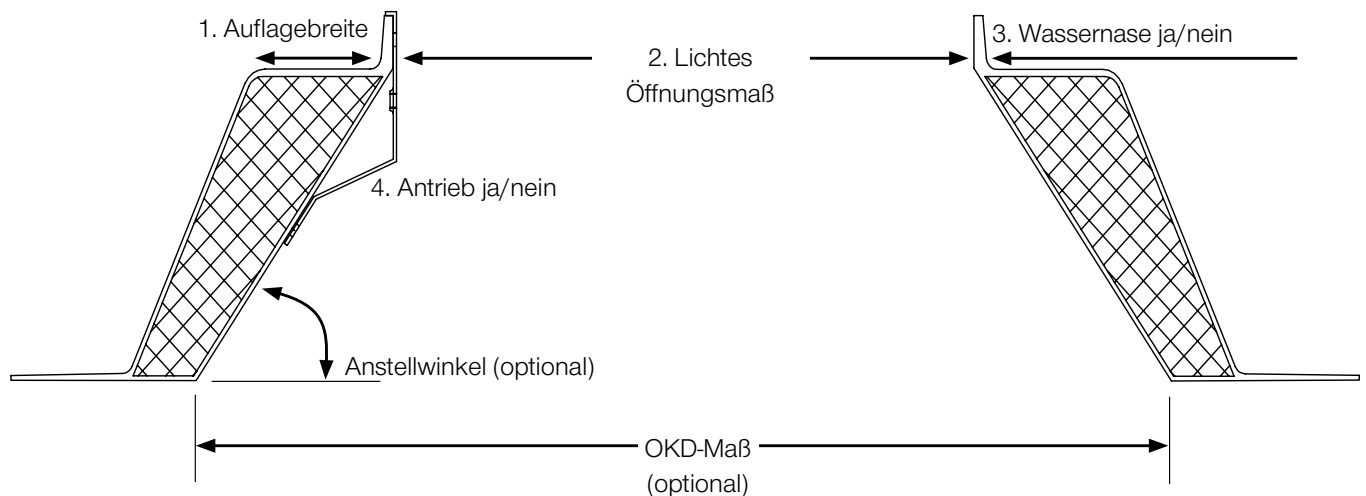 1. Auflagebreite
2. Lichtes
Öffnungsmaß
3. Wassernase ja/nein
4. Antrieb ja/nein
Anstellwinkel (optional)
OKD-Maß
(optional)